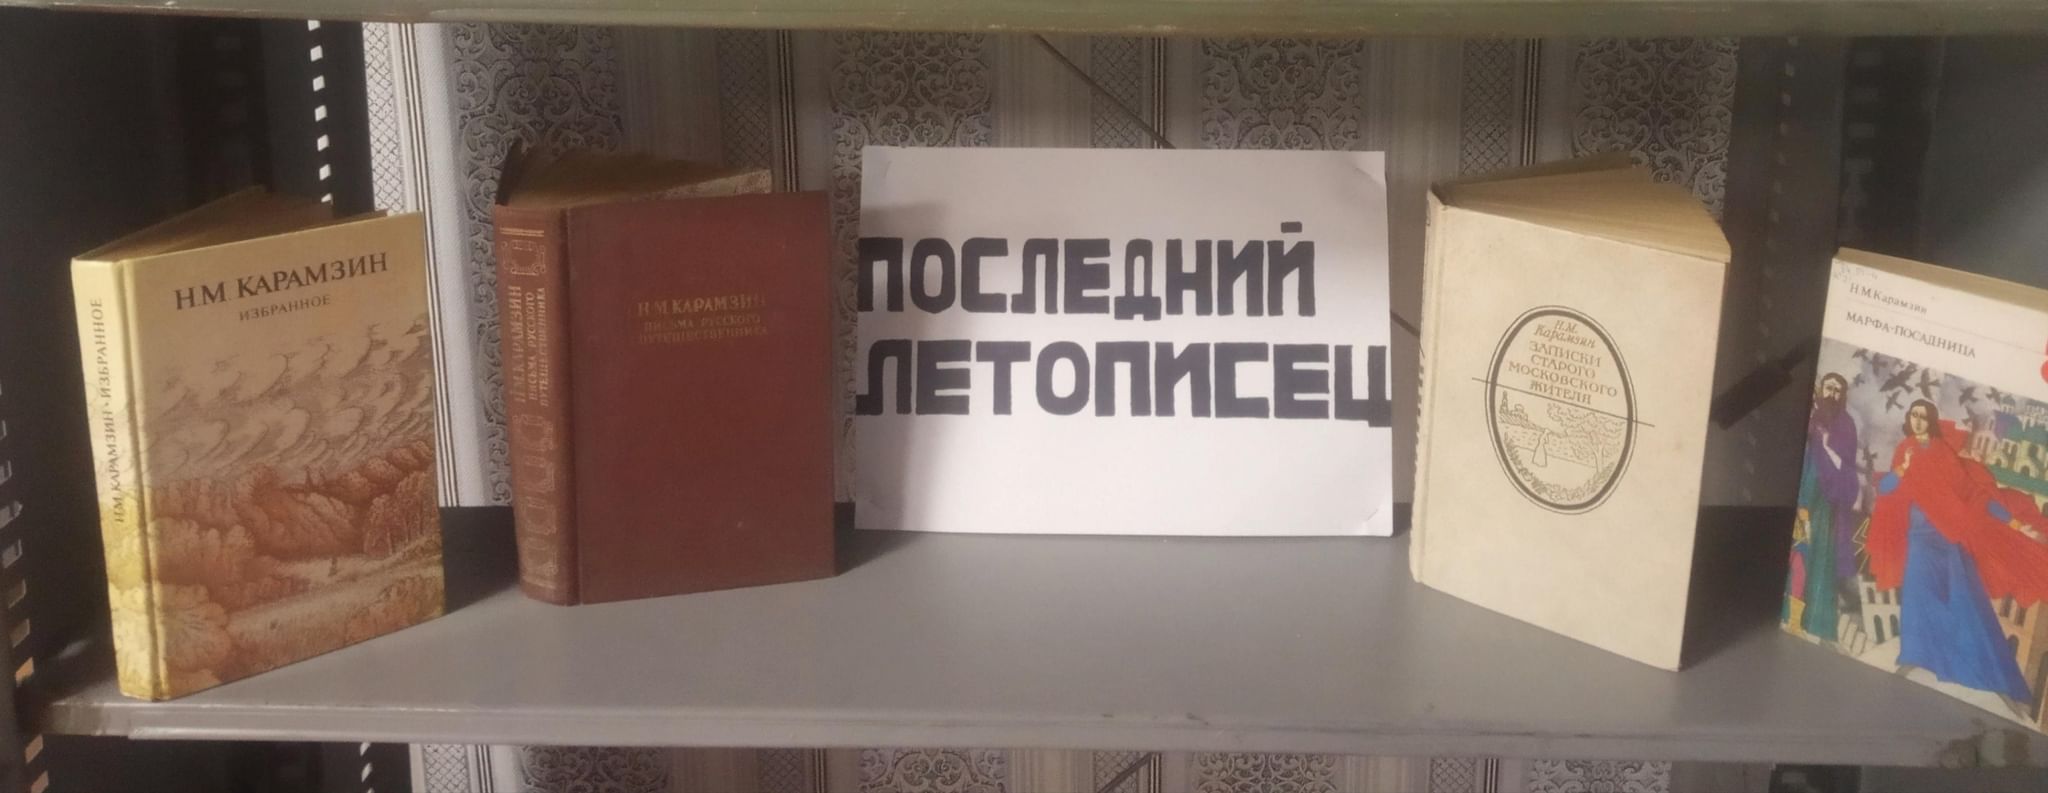 Н.М. КАРАМЗИН
ИЗБРАННОЕ
Н.М. КАРАМЗИН · ИЗБРАННОЕ
Н.М. КАРАМЗИН
ПИСЬМА РУССКОГО
ПУТЕШЕСТВЕННИКА
Н.М. КАРАМЗИН
ПИСЬМА РУССКОГО
ПУТЕШЕСТВЕННИКА
ПОСЛЕДНИЙ
ЛЕТОПИСЕЦ
Н.М.
Карамзин
ЗАПИСКИ
СТАРОГО
МОСКОВСКОГО
ЖИТЕЛЯ
Н.М.Карамзин
МАРФА-ПОСАДНИЦА